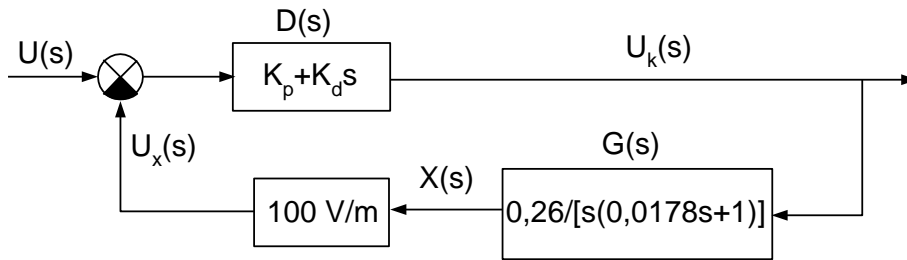 D(s)
U(s)
K_p+K_ds
U_k(s)
U_x(s)
G(s)
X(s)
100 V/m
0,26/[s(0,0178s+1)]